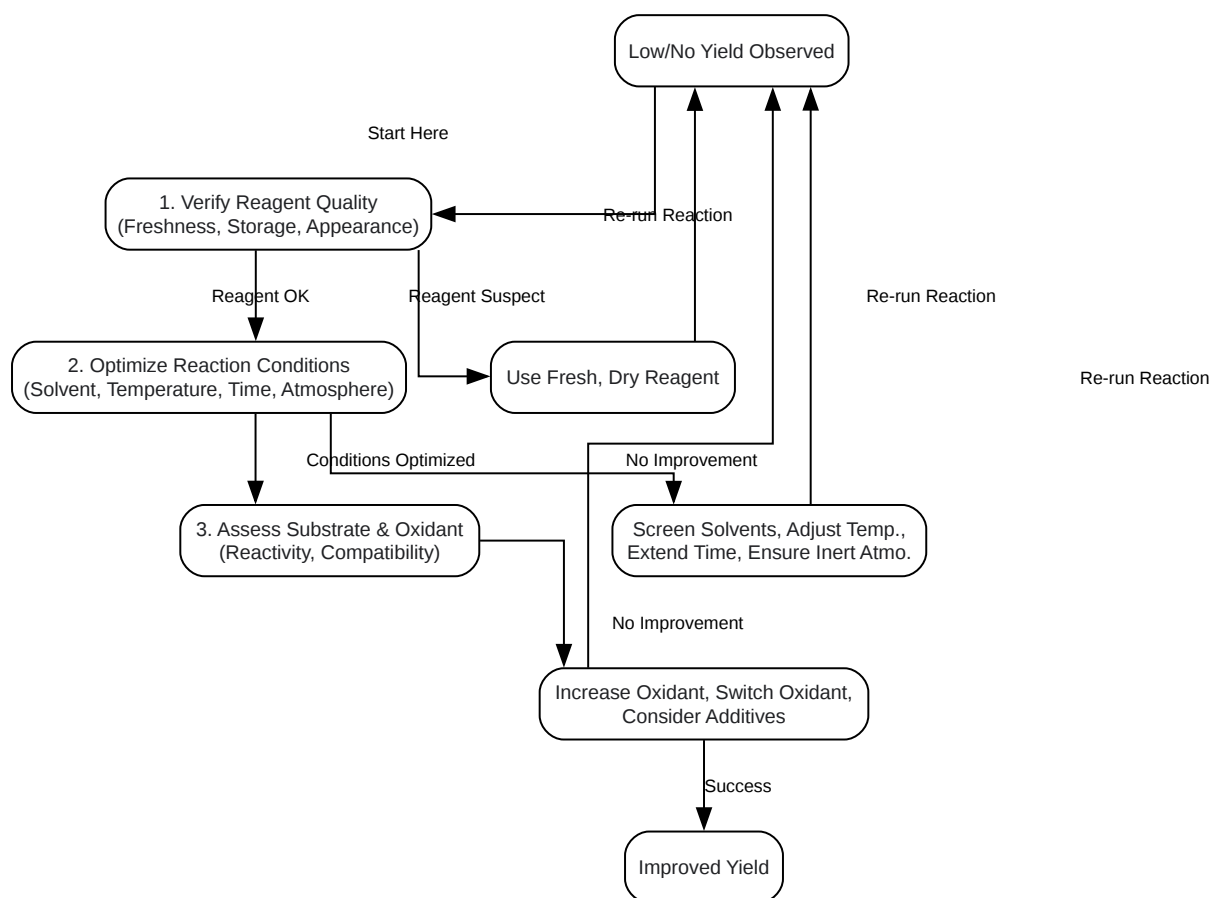 Low/No Yield Observed
Start Here
1. Verify Reagent Quality
(Freshness, Storage, Appearance)
Re-run Reaction
Reagent OK
Reagent Suspect
Re-run Reaction
2. Optimize Reaction Conditions
(Solvent, Temperature, Time, Atmosphere)
Use Fresh, Dry Reagent
Re-run Reaction
Conditions Optimized
No Improvement
3. Assess Substrate & Oxidant
(Reactivity, Compatibility)
Screen Solvents, Adjust Temp.,
Extend Time, Ensure Inert Atmo.
No Improvement
Increase Oxidant, Switch Oxidant,
Consider Additives
Success
Improved Yield